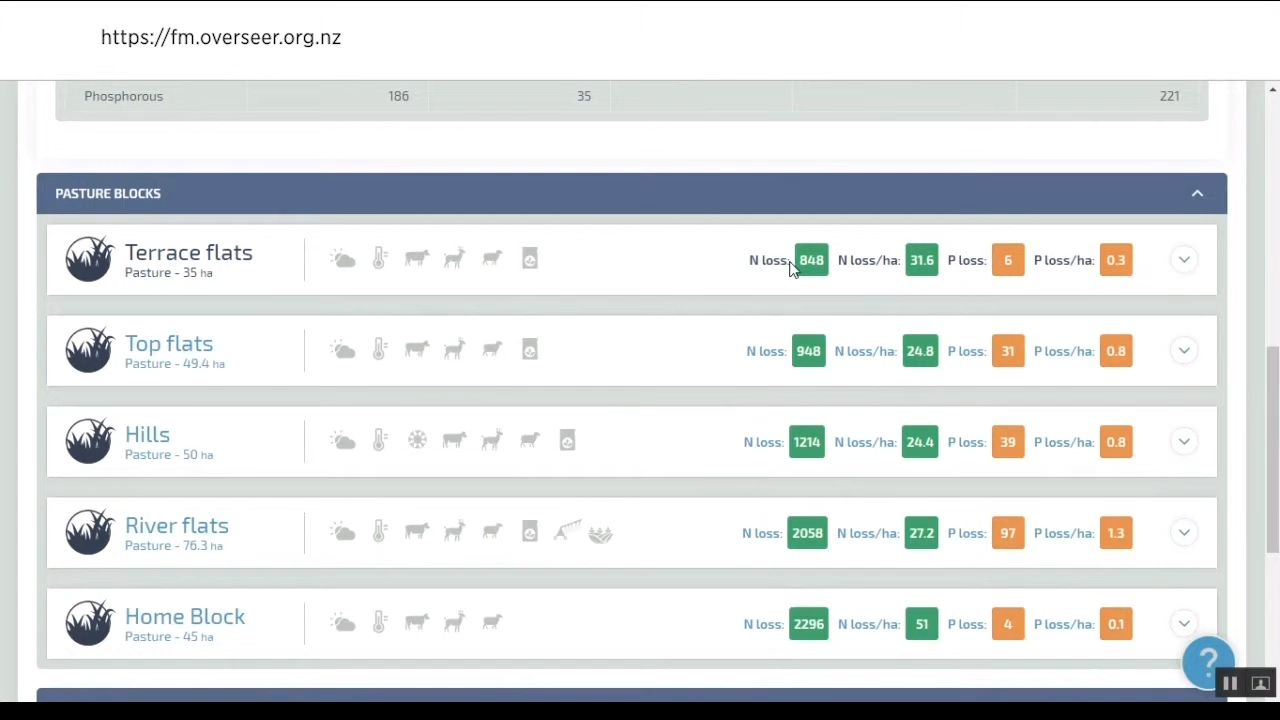 https://fm.overseer.org.nz
Phosphorous 186 35 221
PASTURE BLOCKS
Terrace flats
Pasture - 35 ha
N loss: 848 N loss/ha: 31.6 P loss: 6 P loss/ha: 0.3
Top flats
Pasture - 49.4 ha
N loss: 948 N loss/ha: 24.8 P loss: 31 P loss/ha: 0.8
Hills
Pasture - 50 ha
N loss: 1214 N loss/ha: 24.4 P loss: 39 P loss/ha: 0.8
River flats
Pasture - 76.3 ha
N loss: 2058 N loss/ha: 27.2 P loss: 97 P loss/ha: 1.3
Home Block
Pasture - 45 ha
N loss: 2296 N loss/ha: 51 P loss: 4 P loss/ha: 0.1
?